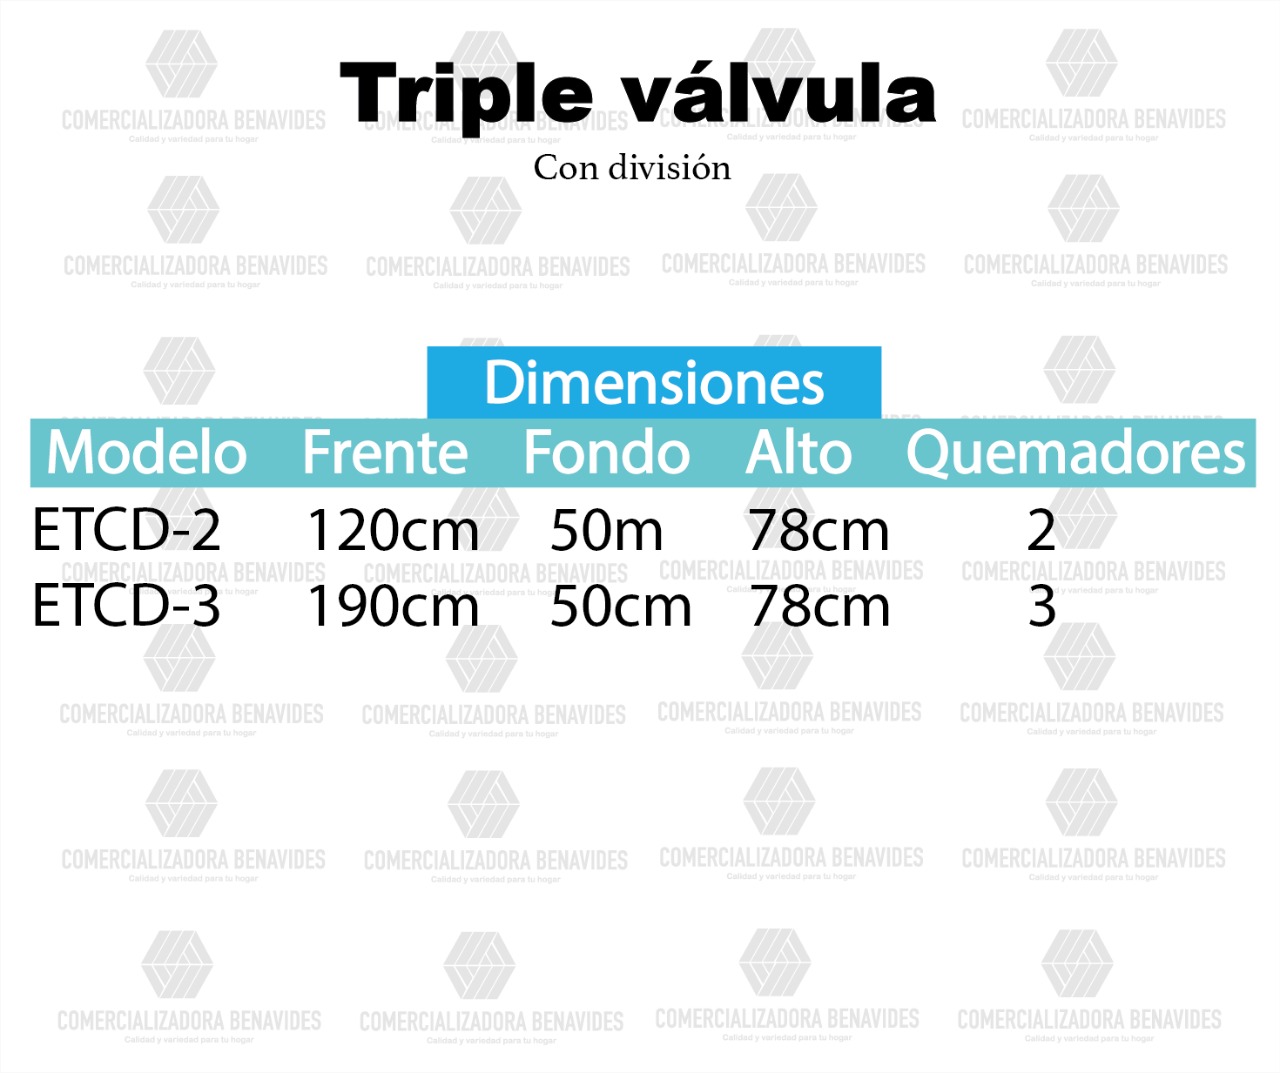 Triple válvula
Con división
Dimensiones
Modelo Frente Fondo Alto Quemadores
ETCD-2 120cm 50m 78cm 2
ETCD-3 190cm 50cm 78cm 3
COMERCIALIZADORA BENAVIDES
Calidad y variedad para tu hogar